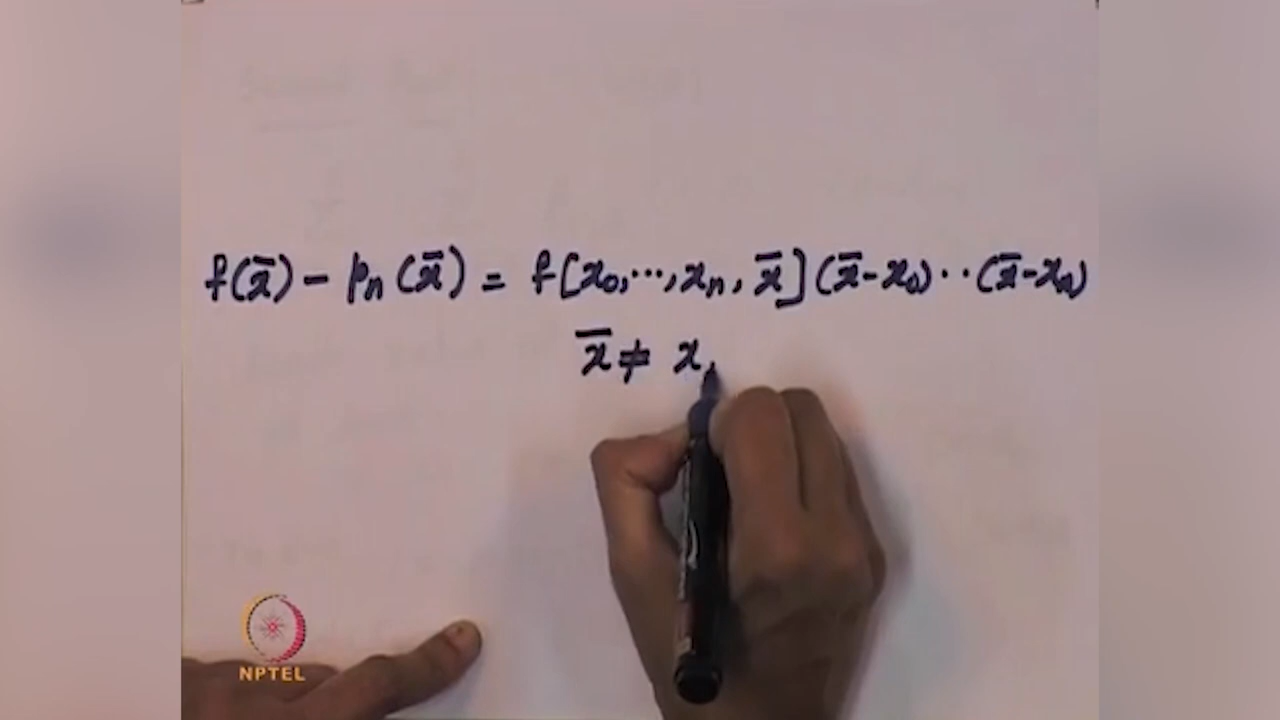 f(x̄) - pₙ(x̄) = f[x₀,⋯,xₙ, x̄](x̄-x₀)··(x̄-xₙ)
x̄ ≠ x
NPTEL